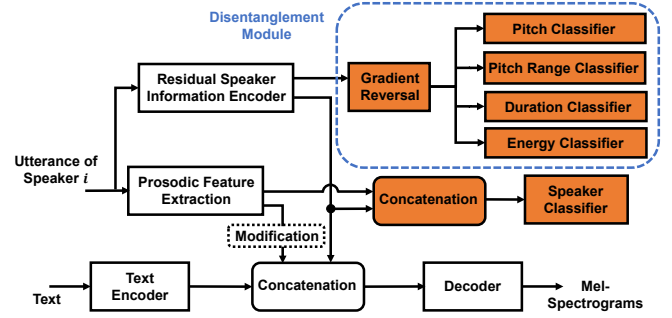 Disentanglement
Module
Pitch Classifier
Residual Speaker
Information Encoder
Gradient
Reversal
Pitch Range Classifier
Duration Classifier
Energy Classifier
Utterance of
Speaker i
Prosodic Feature
Extraction
Concatenation
Speaker
Classifier
Modification
Text
Text
Encoder
Concatenation
Decoder
Mel-
Spectrograms